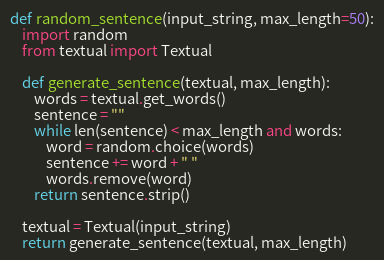 def random_sentence(input_string, max_length=50):
    import random
    from textual import Textual

    def generate_sentence(textual, max_length):
        words = textual.get_words()
        sentence = ""
        while len(sentence) < max_length and words:
            word = random.choice(words)
            sentence += word + " "
            words.remove(word)
        return sentence.strip()

    textual = Textual(input_string)
    return generate_sentence(textual, max_length)